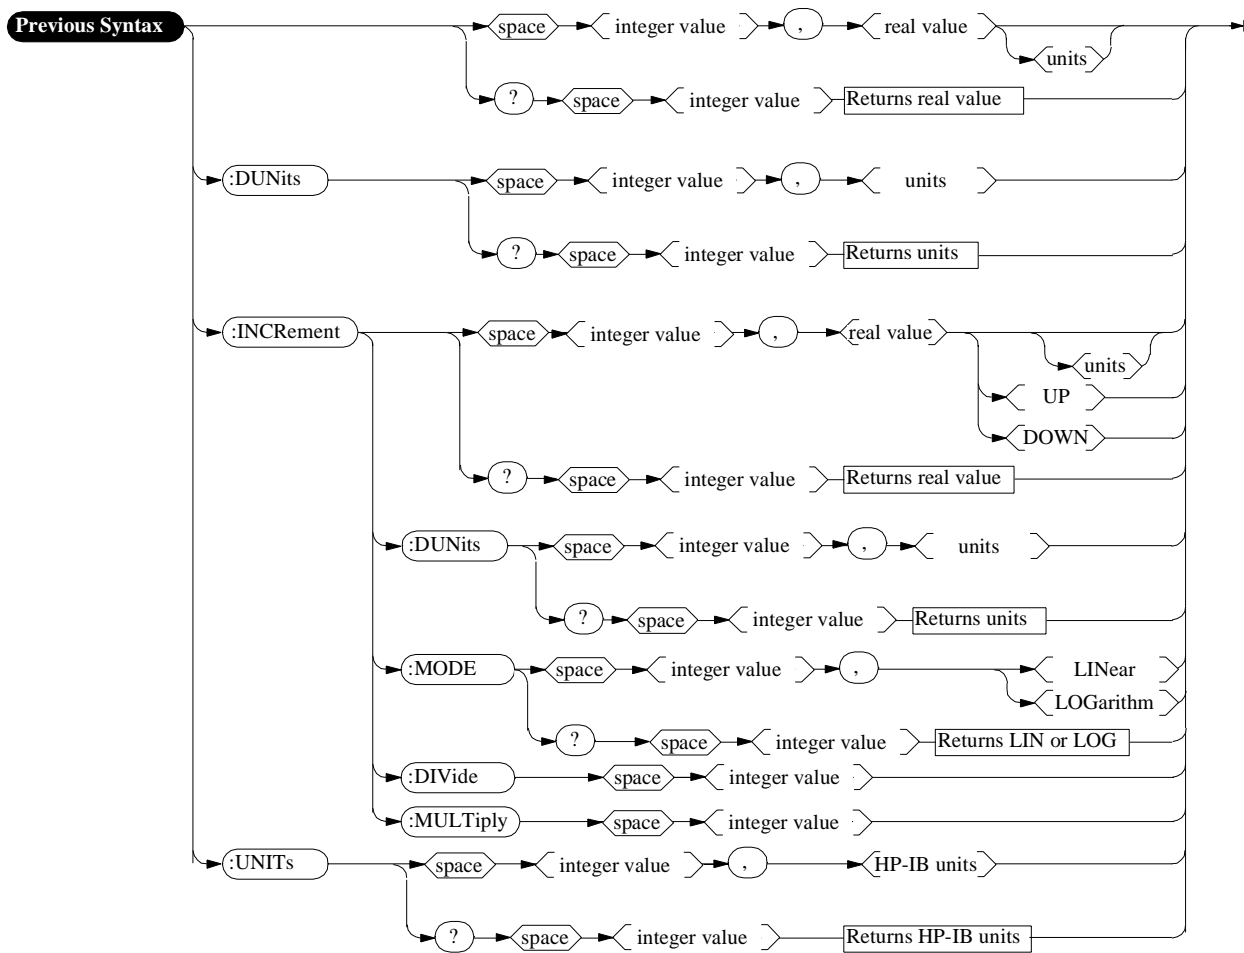 Previous Syntax space integer value , real value
units
? space integer value Returns real value
:DUNits space integer value , units
? space integer value Returns units
:INCRement space integer value , real value
units
UP
DOWN
? space integer value Returns real value
:DUNits space integer value , units
? space integer value Returns units
:MODE space integer value , LINear
LOGarithm
? space integer value Returns LIN or LOG
:DIVide space integer value
:MULTiply space integer value
:UNITs space integer value , HP-IB units
? space integer value Returns HP-IB units